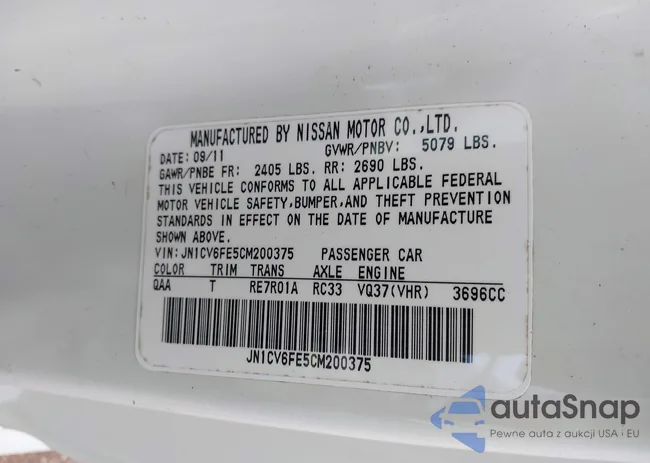 MANUFACTURED BY NISSAN MOTOR CO.,LTD.
DATE: 09/11 GVWR/PNBV: 5079 LBS.
GAWR/PNBE FR: 2405 LBS. RR: 2690 LBS.
THIS VEHICLE CONFORMS TO ALL APPLICABLE FEDERAL
MOTOR VEHICLE SAFETY,BUMPER,AND THEFT PREVENTION
STANDARDS IN EFFECT ON THE DATE OF MANUFACTURE
SHOWN ABOVE.
VIN:JN1CV6FE5CM200375 PASSENGER CAR
COLOR TRIM TRANS AXLE ENGINE
QAA T RE7R01A RC33 VQ37(VHR) 3696CC
JN1CV6FE5CM200375
autaSnap
Pewne auta z aukcji USA i EU